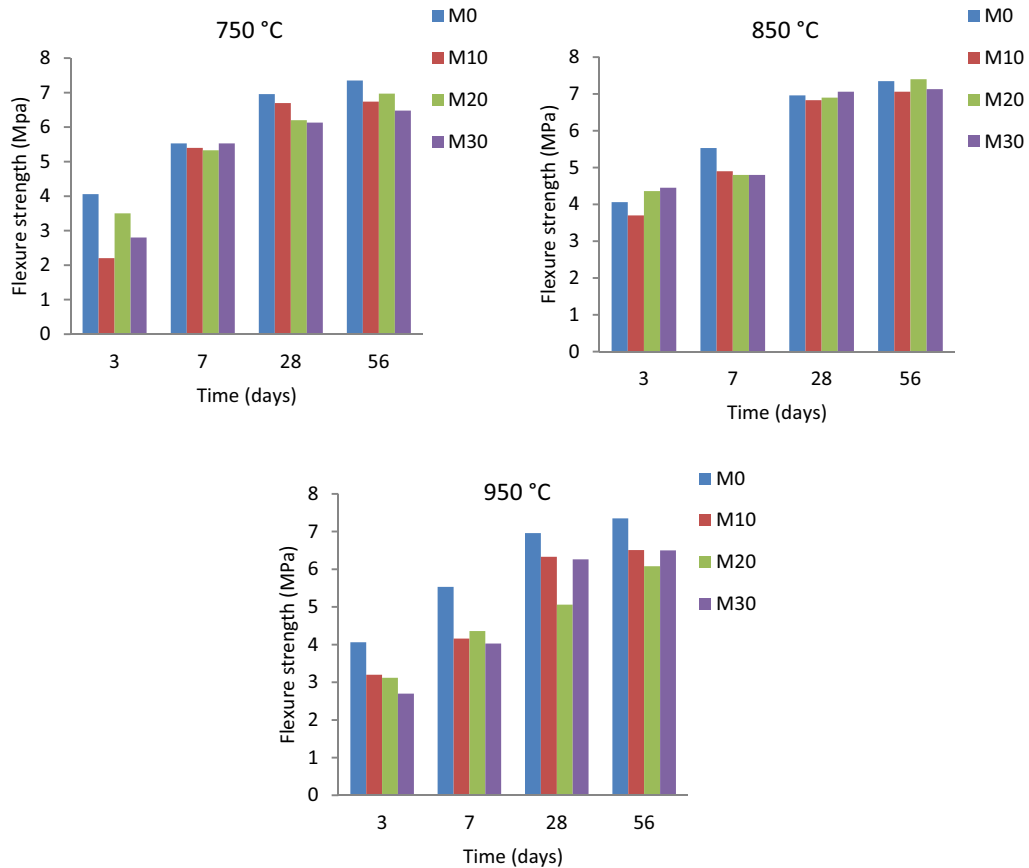 750 °C
M0
M10
M20
M30
Flexure strength (Mpa)
8
7
6
5
4
3
2
1
0
3 7 28 56
Time (days)
850 °C
M0
M10
M20
M30
Flexure strength (MPa)
8
7
6
5
4
3
2
1
0
3 7 28 56
Time (days)
950 °C
M0
M10
M20
M30
Flexure strength (MPa)
8
7
6
5
4
3
2
1
0
3 7 28 56
Time (days)